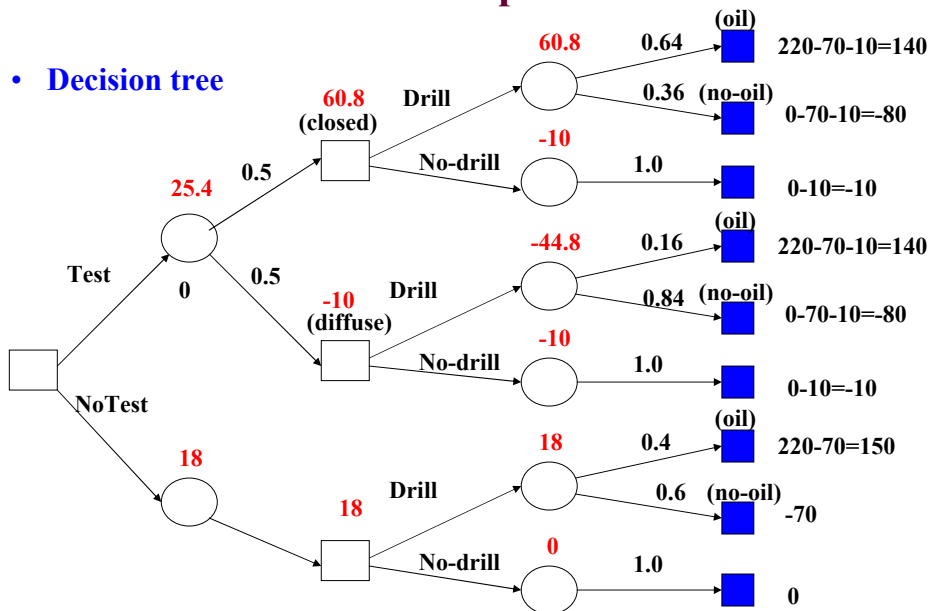 (oil)
60.8
0.64
220-70-10=140
• Decision tree
60.8
(closed)
Drill
0.36
(no-oil)
0-70-10=-80
-10
No-drill
1.0
0-10=-10
0.5
25.4
(oil)
-44.8
0.16
220-70-10=140
Test
0
0.5
-10
(diffuse)
Drill
0.84
(no-oil)
0-70-10=-80
-10
No-drill
1.0
0-10=-10
NoTest
(oil)
18
18
0.4
220-70=150
18
Drill
0.6
(no-oil)
-70
0
No-drill
1.0
0